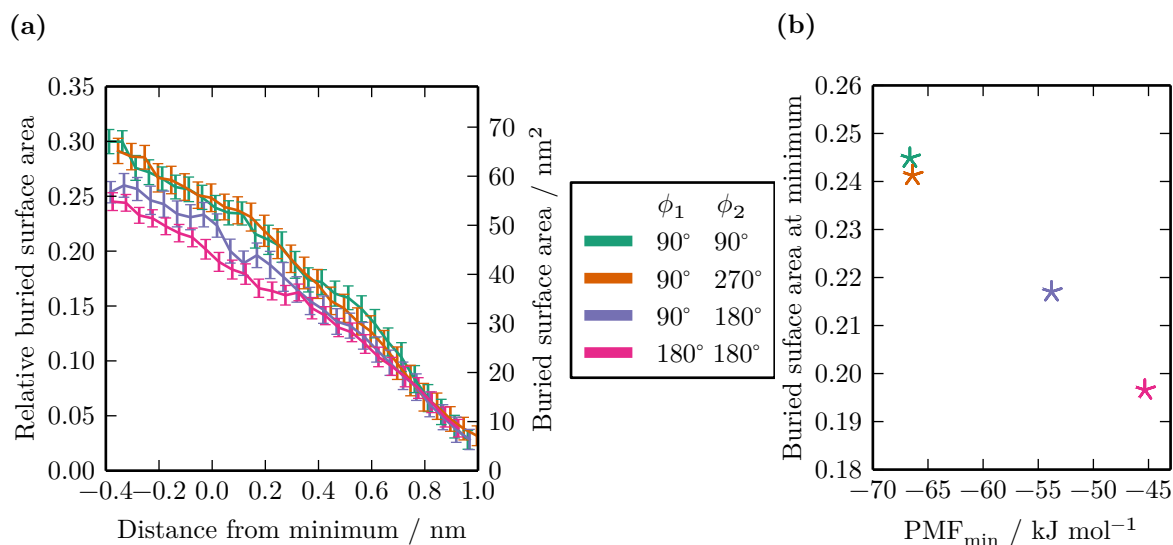 (a)
(b)
Relative buried surface area
0.35
0.30
0.25
0.20
0.15
0.10
0.05
0.00
−0.4 −0.2 0.0 0.2 0.4 0.6 0.8 1.0
Distance from minimum / nm
70
60
50
40
30
20
10
0
Buried surface area / nm²
ϕ₁ ϕ₂
90° 90°
90° 270°
90° 180°
180° 180°
Buried suface area at minimum
0.26
0.25
0.24
0.23
0.22
0.21
0.20
0.19
0.18
−70 −65 −60 −55 −50 −45
PMF_min / kJ mol⁻¹